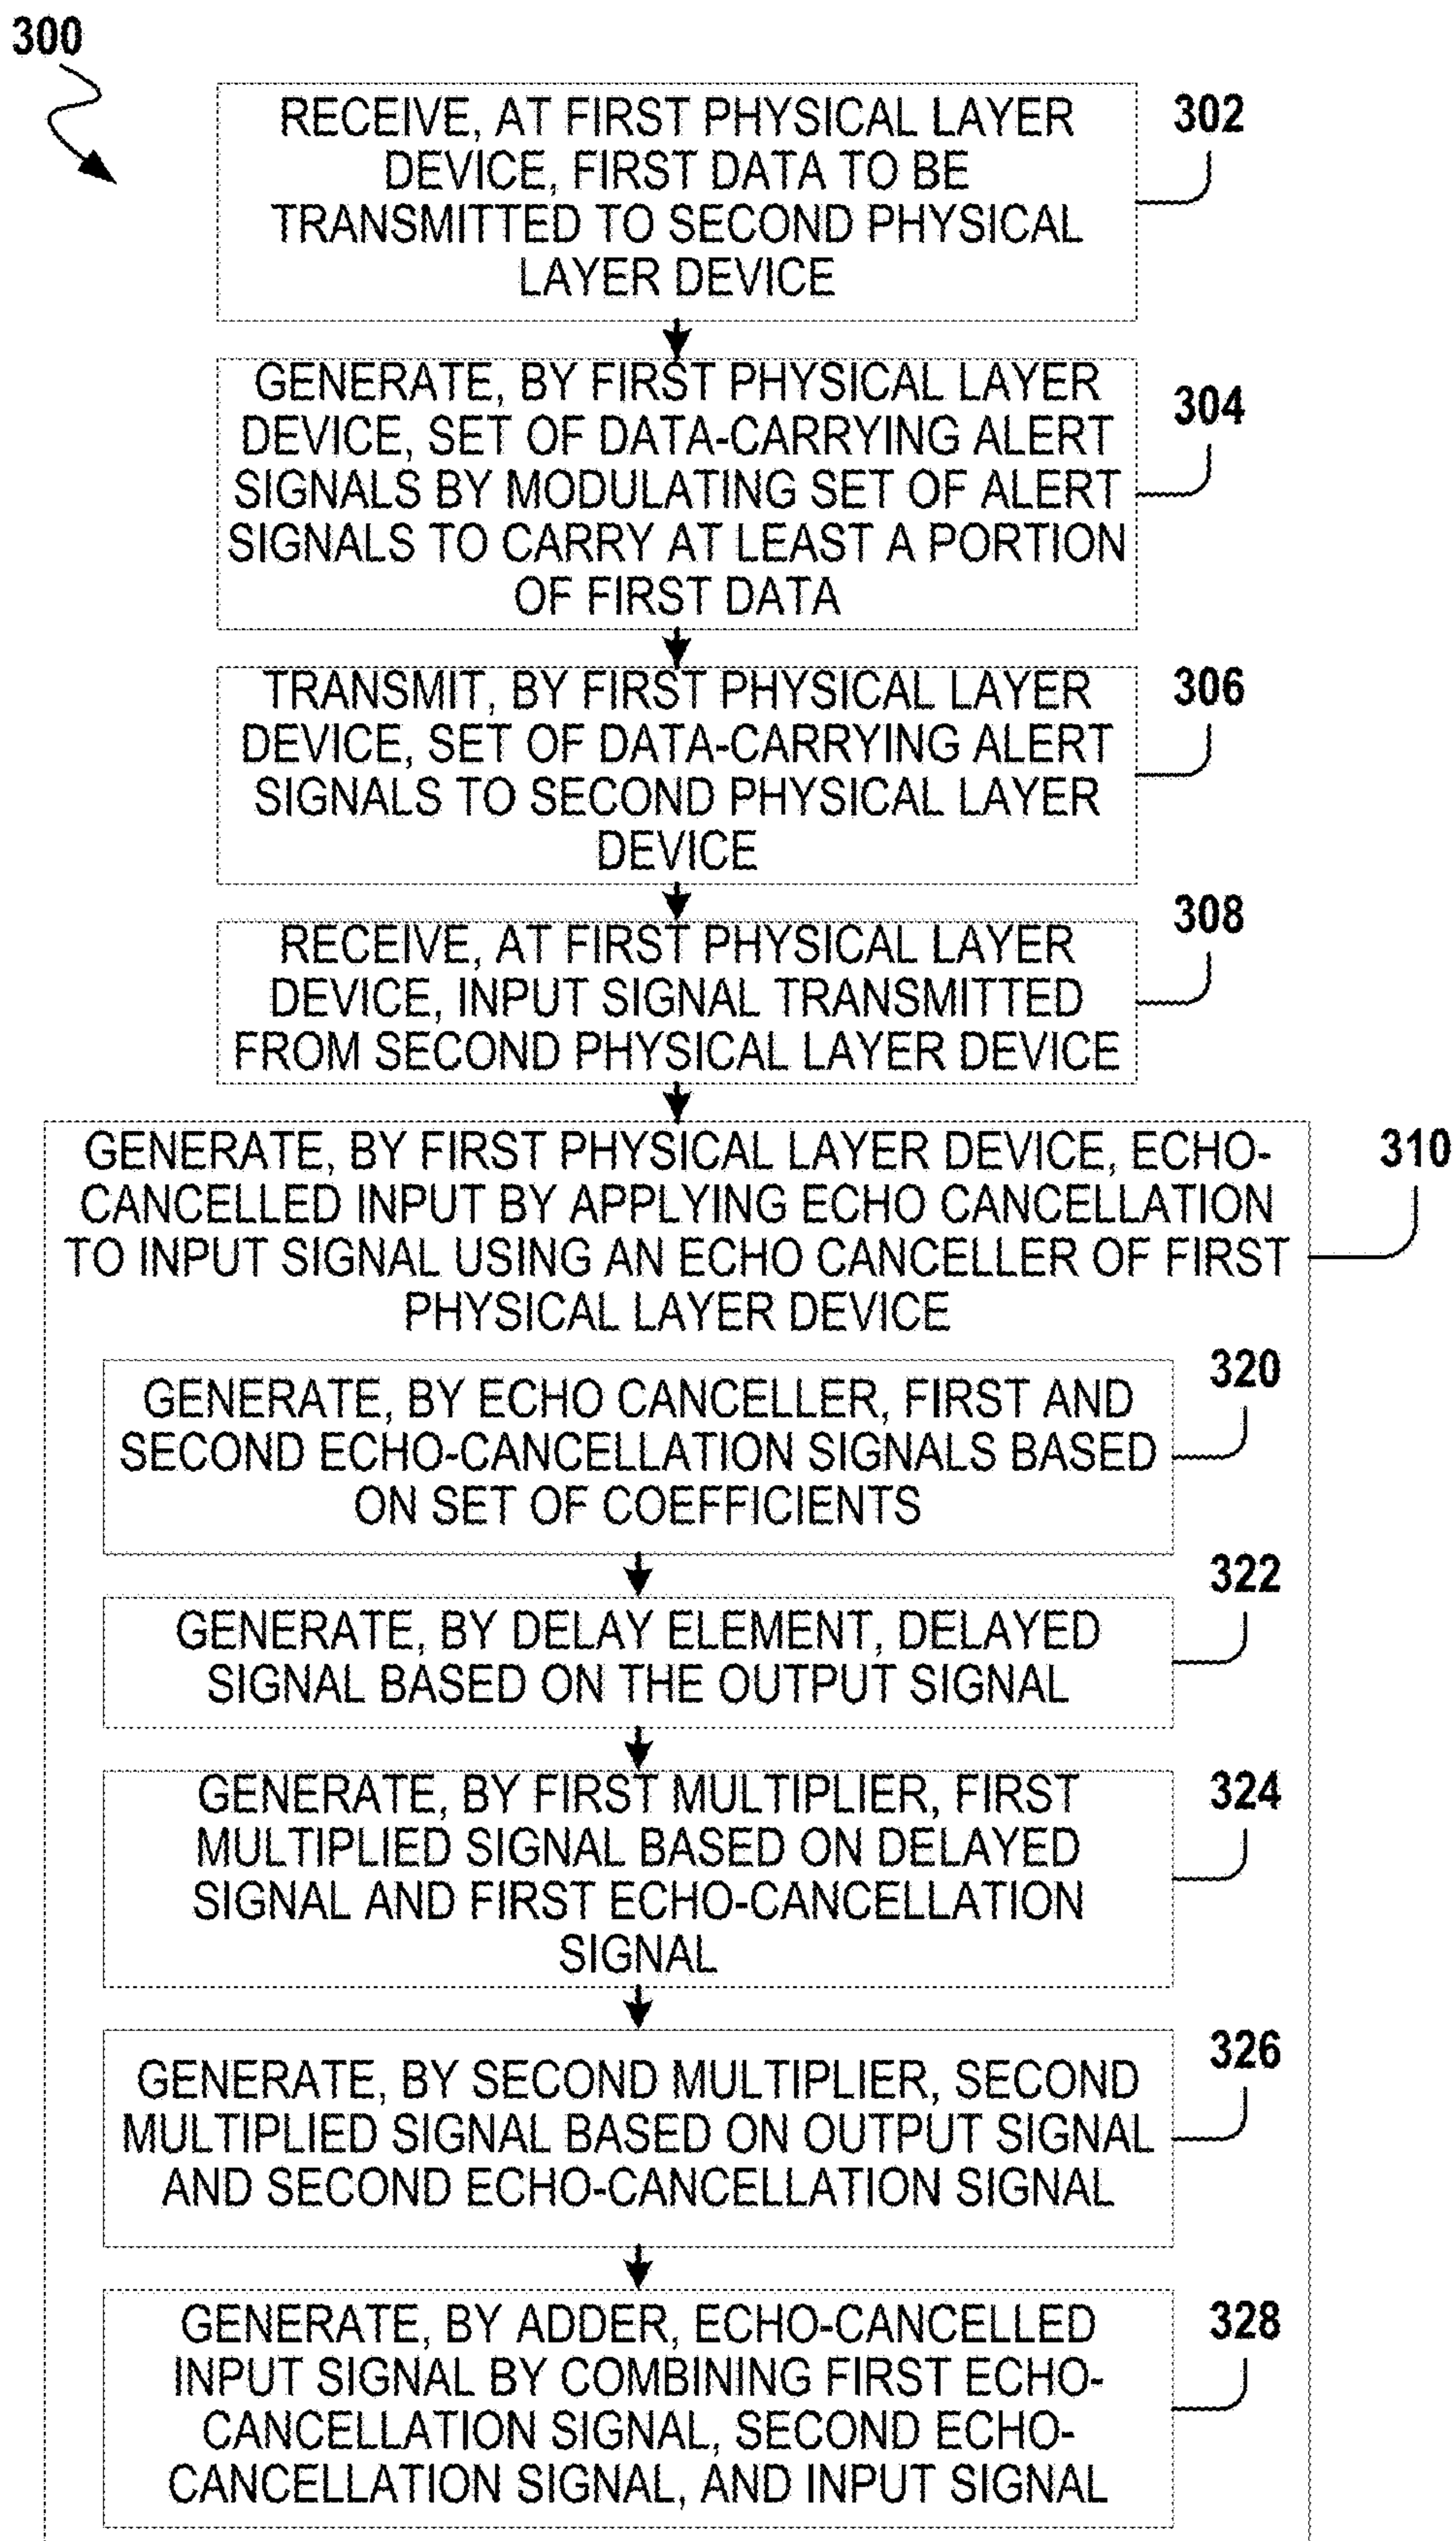 300
RECEIVE, AT FIRST PHYSICAL LAYER
DEVICE, FIRST DATA TO BE
TRANSMITTED TO SECOND PHYSICAL
LAYER DEVICE
302
GENERATE, BY FIRST PHYSICAL LAYER
DEVICE, SET OF DATA-CARRYING ALERT
SIGNALS BY MODULATING SET OF ALERT
SIGNALS TO CARRY AT LEAST A PORTION
OF FIRST DATA
304
TRANSMIT, BY FIRST PHYSICAL LAYER
DEVICE, SET OF DATA-CARRYING ALERT
SIGNALS TO SECOND PHYSICAL LAYER
DEVICE
306
RECEIVE, AT FIRST PHYSICAL LAYER
DEVICE, INPUT SIGNAL TRANSMITTED
FROM SECOND PHYSICAL LAYER DEVICE
308
GENERATE, BY FIRST PHYSICAL LAYER DEVICE, ECHO-
CANCELLED INPUT BY APPLYING ECHO CANCELLATION
TO INPUT SIGNAL USING AN ECHO CANCELLER OF FIRST
PHYSICAL LAYER DEVICE
310
GENERATE, BY ECHO CANCELLER, FIRST AND
SECOND ECHO-CANCELLATION SIGNALS BASED
ON SET OF COEFFICIENTS
320
GENERATE, BY DELAY ELEMENT, DELAYED
SIGNAL BASED ON THE OUTPUT SIGNAL
322
GENERATE, BY FIRST MULTIPLIER, FIRST
MULTIPLIED SIGNAL BASED ON DELAYED
SIGNAL AND FIRST ECHO-CANCELLATION
SIGNAL
324
GENERATE, BY SECOND MULTIPLIER, SECOND
MULTIPLIED SIGNAL BASED ON OUTPUT SIGNAL
AND SECOND ECHO-CANCELLATION SIGNAL
326
GENERATE, BY ADDER, ECHO-CANCELLED
INPUT SIGNAL BY COMBINING FIRST ECHO-
CANCELLATION SIGNAL, SECOND ECHO-
CANCELLATION SIGNAL, AND INPUT SIGNAL
328